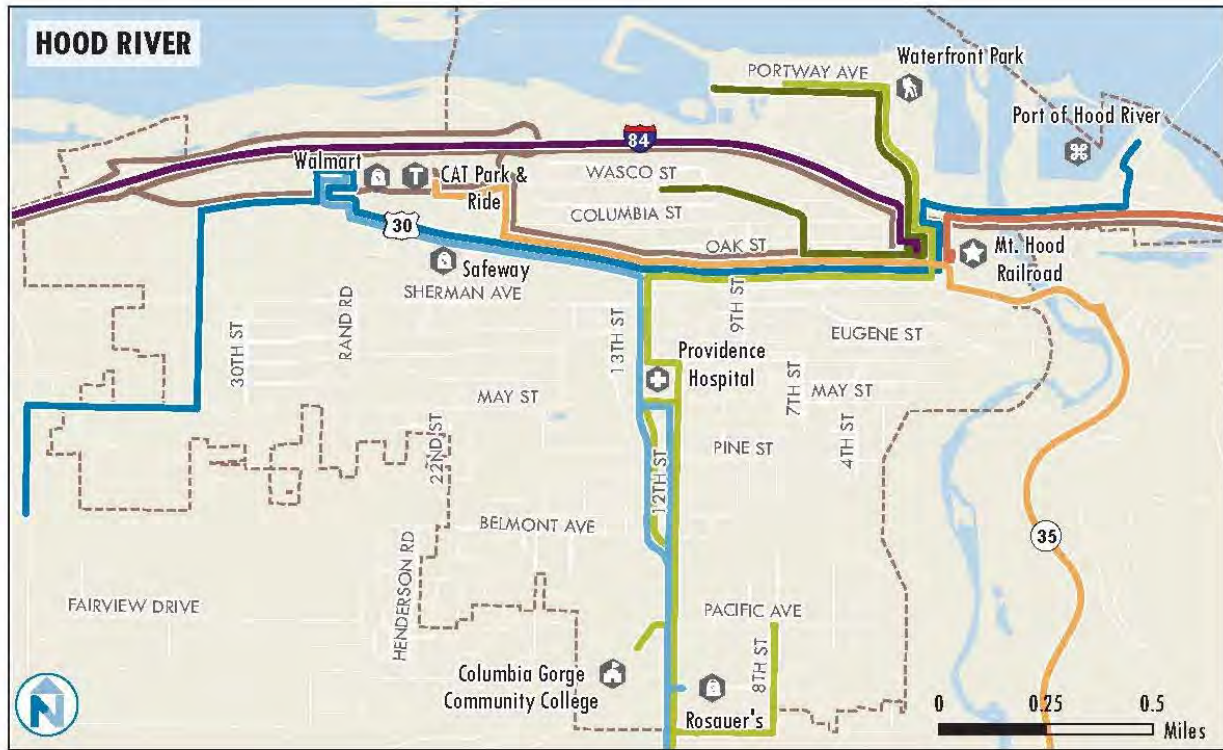 HOOD RIVER
Waterfront Park
PORTWAY AVE
Port of Hood River
84
Walmart
WASCO ST
CAT Park &
Ride
COLUMBIA ST
30
OAK ST
Mt. Hood
Railroad
Safeway
SHERMAN AVE
RAND RD
30TH ST
13TH ST
9TH ST
EUGENE ST
Providence
Hospital
7TH ST
MAY ST
MAY ST
22ND ST
12TH ST
PINE ST
4TH ST
BELMONT AVE
35
HENDERSON RD
FAIRVIEW DRIVE
PACIFIC AVE
8TH ST
Columbia Gorge
Community College
Rosauer's
0 0.25 0.5
Miles
N
T